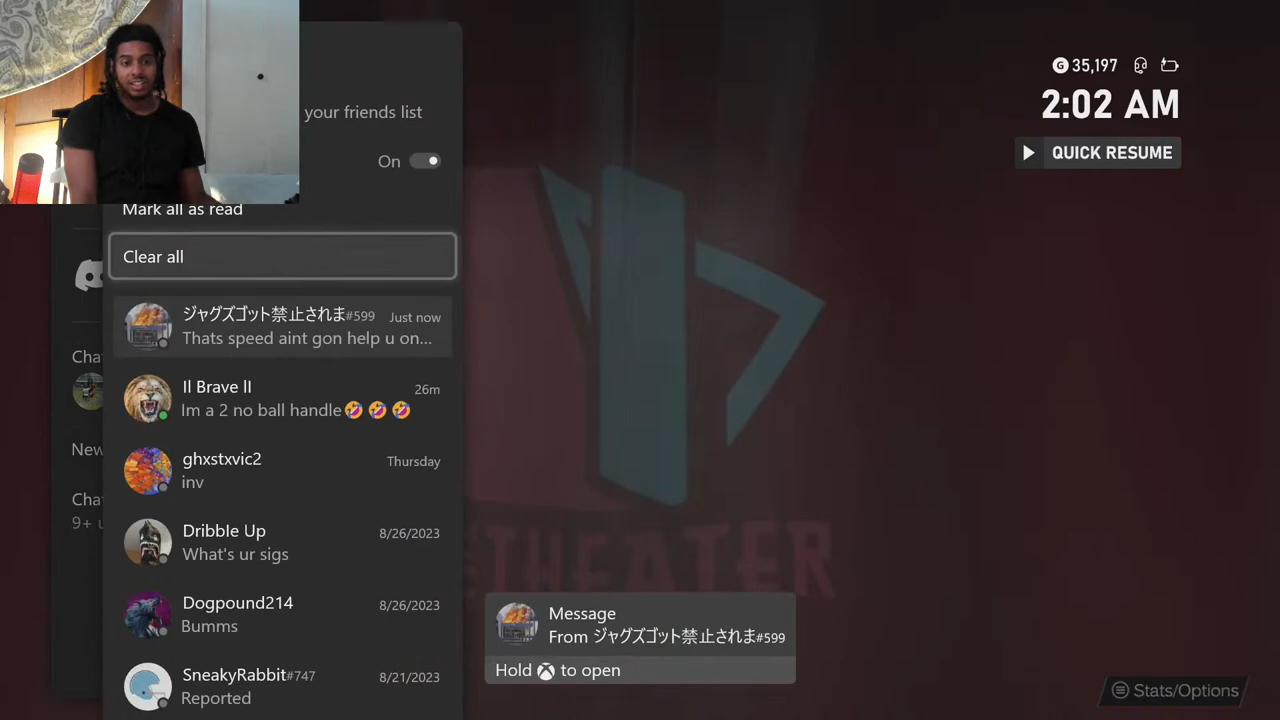 35,197
2:02 AM
QUICK RESUME
your friends list
On
Mark all as read
Clear all
ジャグズゴット禁止されま#599 Just now
Thats speed aint gon help u on...
Il Brave ll 26m
Im a 2 no ball handle🤣🤣🤣
ghxstxvic2 Thursday
inv
Dribble Up 8/26/2023
What's ur sigs
Dogpound214 8/26/2023
Bumms
SneakyRabbit#747 8/21/2023
Reported
Cha
New
Cha
9+ u
THEATER
Message
From ジャグズゴット禁止されま#599
Hold to open
Stats/Options